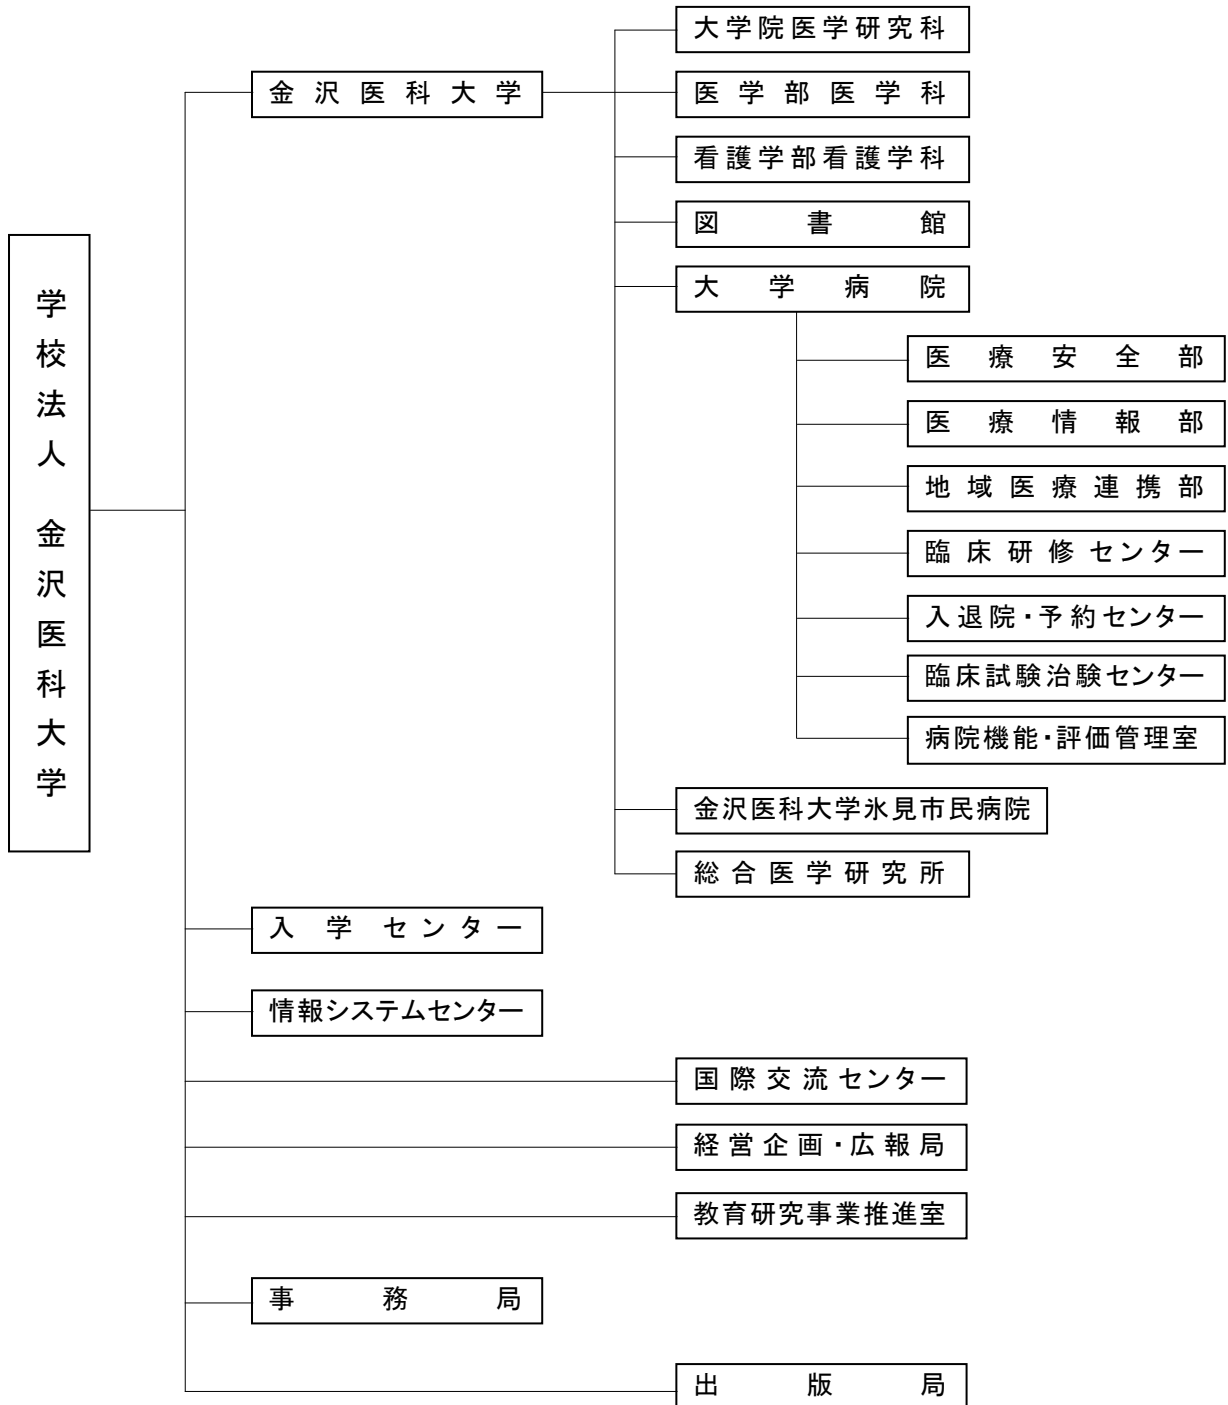 学校法人 金沢医科大学
金沢医科大学
大学院医学研究科
医学部医学科
看護学部看護学科
図書館
大学病院
医療安全部
医療情報部
地域医療連携部
臨床研修センター
入退院・予約センター
臨床試験治験センター
病院機能・評価管理室
金沢医科大学氷見市民病院
総合医学研究所
入学センター
情報システムセンター
国際交流センター
経営企画・広報局
教育研究事業推進室
事務局
出版局